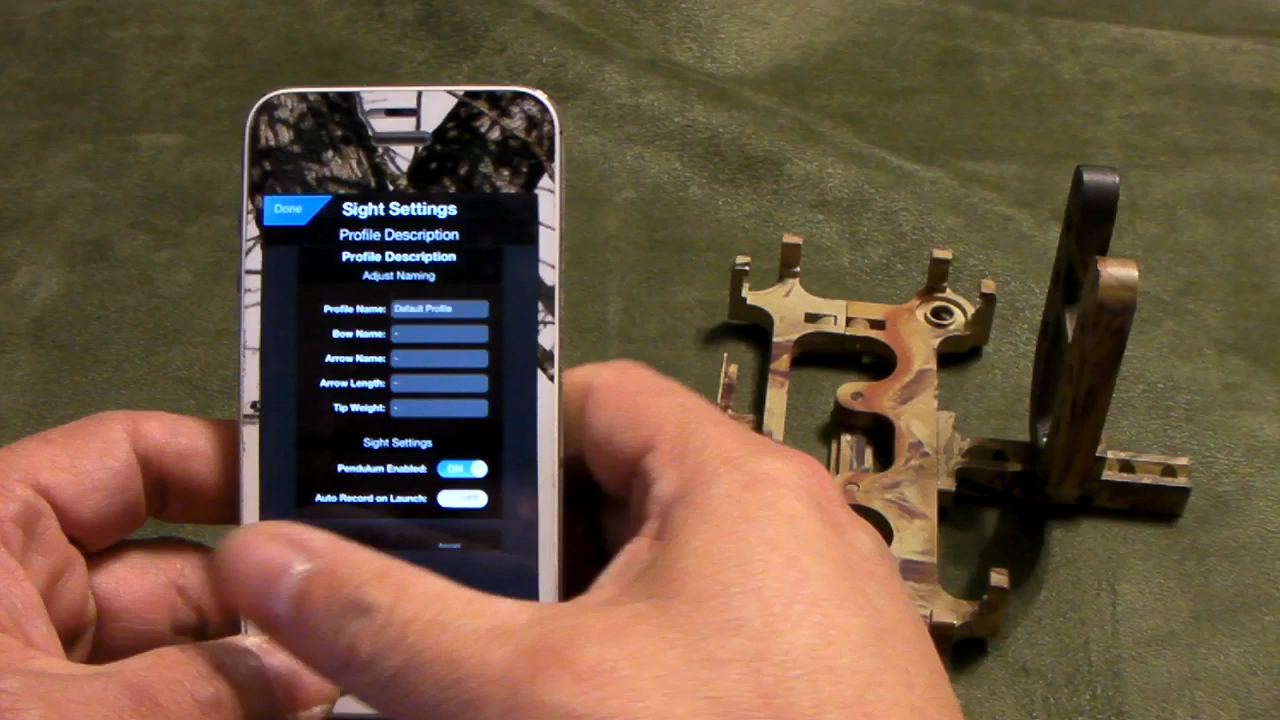 Done Sight Settings
Profile Description
Profile Description
Adjust Naming
Profile Name: Default Profile
Bow Name: -
Arrow Name: -
Arrow Length: -
Tip Weight: -
Sight Settings
Pendulum Enabled: ON
Auto Record on Launch: OFF